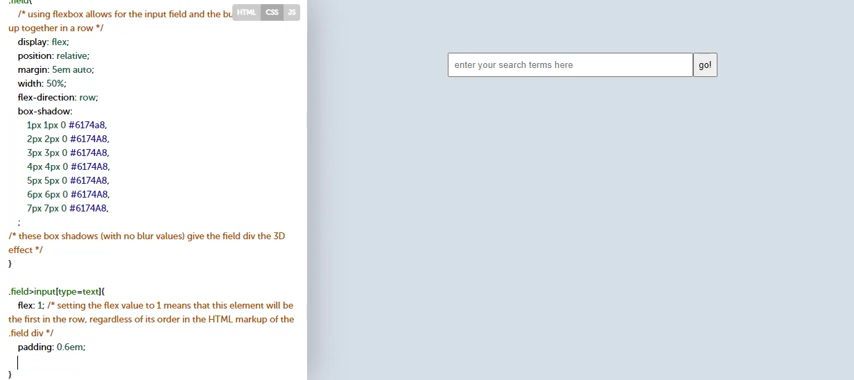 .field{
/* using flexbox allows for the input field and the
HTML CSS JS
up together in a row */
display: flex;
position: relative;
margin: 5em auto;
width: 50%;
flex-direction: row;
box-shadow:
1px 1px 0 #6174a8,
2px 2px 0 #6174A8,
3px 3px 0 #6174A8,
4px 4px 0 #6174A8,
5px 5px 0 #6174A8,
6px 6px 0 #6174A8,
7px 7px 0 #6174A8,
;
/* these box shadows (with no blur values) give the field div the 3D
effect */
}
.field>input[type=text]{
flex: 1; /* setting the flex value to 1 means that this element will be
the first in the row, regardless of its order in the HTML markup of the
.field div */
padding: 0.6em;
}
enter your search terms here
go!